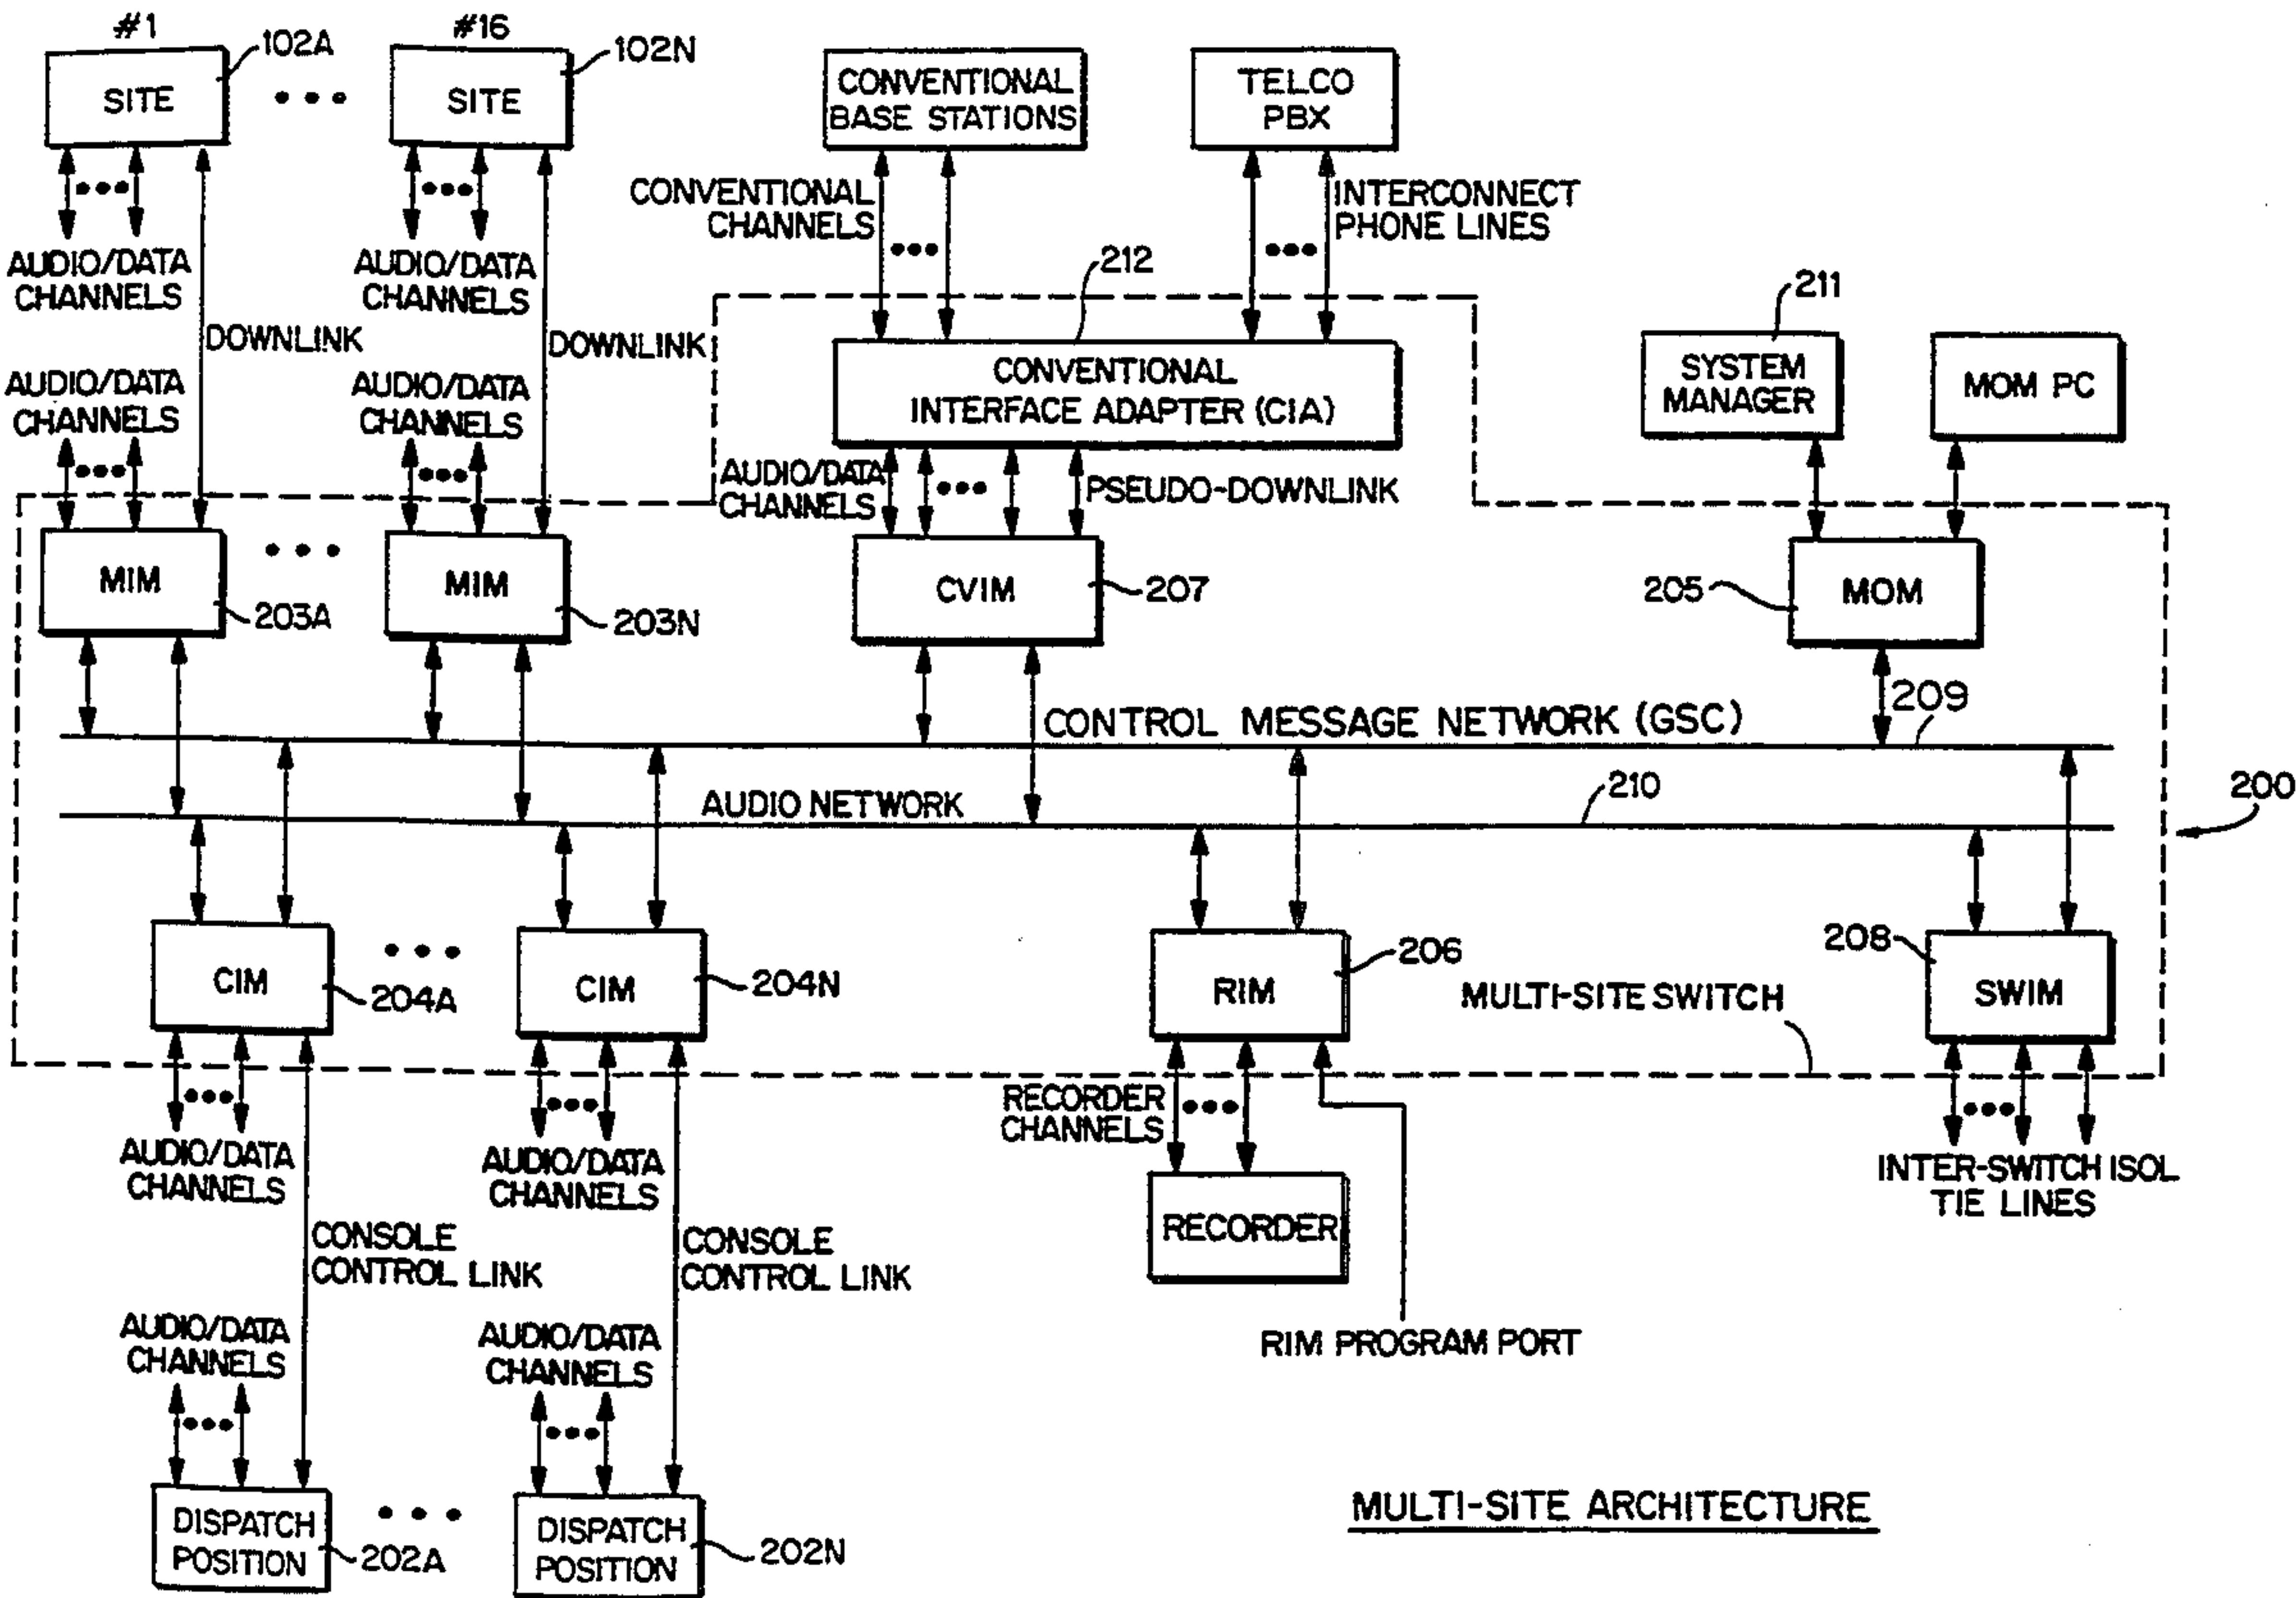 #1
102A
#16
102N
SITE
SITE
CONVENTIONAL
BASE STATIONS
TELCO
PBX
CONVENTIONAL
CHANNELS
INTERCONNECT
PHONE LINES
AUDIO/DATA
CHANNELS
AUDIO/DATA
CHANNELS
212
211
DOWNLINK
DOWNLINK
AUDIO/DATA
CHANNELS
AUDIO/DATA
CHANNELS
CONVENTIONAL
INTERFACE ADAPTER (CIA)
SYSTEM
MANAGER
MOM PC
AUDIO/DATA
CHANNELS
PSEUDO-DOWNLINK
MIM
203A
MIM
203N
CVIM
207
205
MOM
209
CONTROL MESSAGE NETWORK (GSC)
AUDIO NETWORK
210
200
CIM
204A
CIM
204N
RIM
206
MULTI-SITE SWITCH
208
SWIM
AUDIO/DATA
CHANNELS
AUDIO/DATA
CHANNELS
RECORDER
CHANNELS
INTER-SWITCH ISOL
TIE LINES
CONSOLE
CONTROL LINK
CONSOLE
CONTROL LINK
RECORDER
AUDIO/DATA
CHANNELS
AUDIO/DATA
CHANNELS
RIM PROGRAM PORT
DISPATCH
POSITION
202A
DISPATCH
POSITION
202N
MULTI-SITE ARCHITECTURE